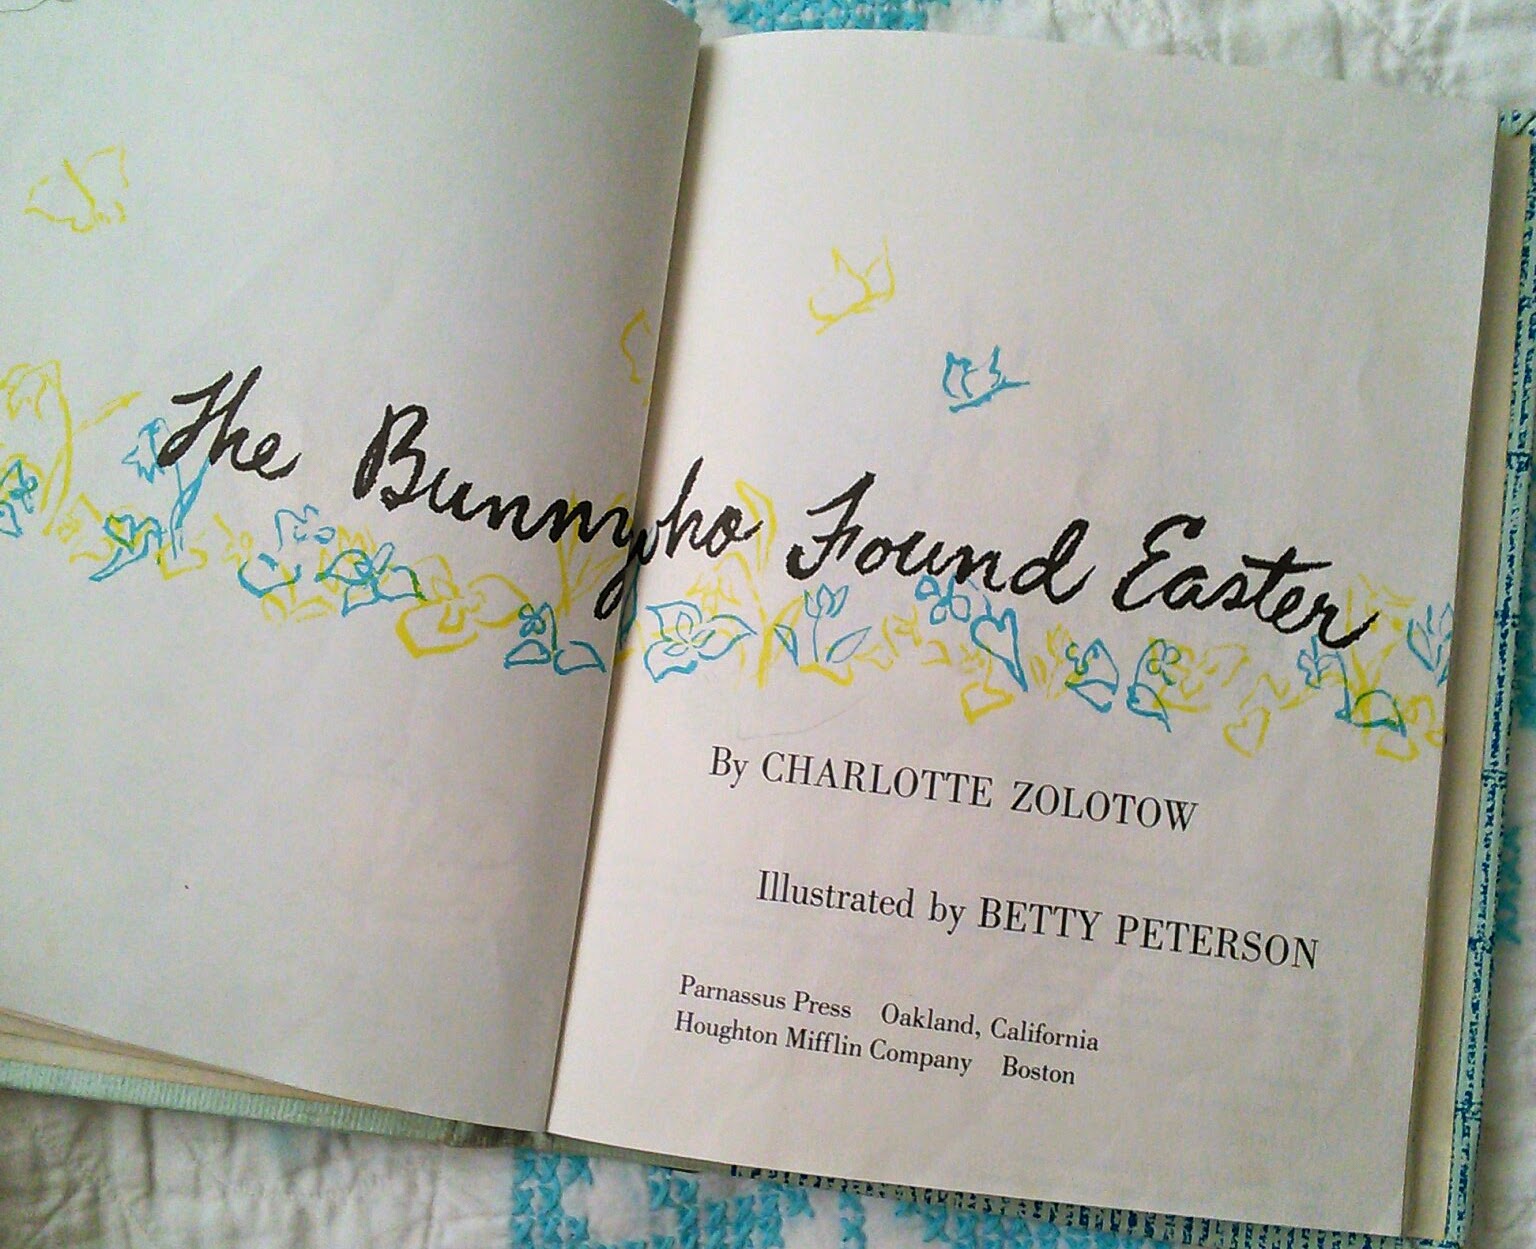 The Bunny who Found Easter
By CHARLOTTE ZOLOTOW
Illustrated by BETTY PETERSON
Parnassus Press Oakland, California
Houghton Mifflin Company Boston